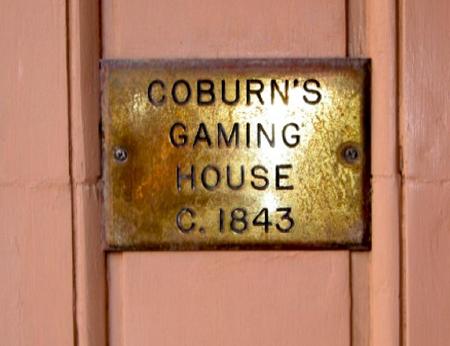 COBURN'S
GAMING
HOUSE
C. 1843